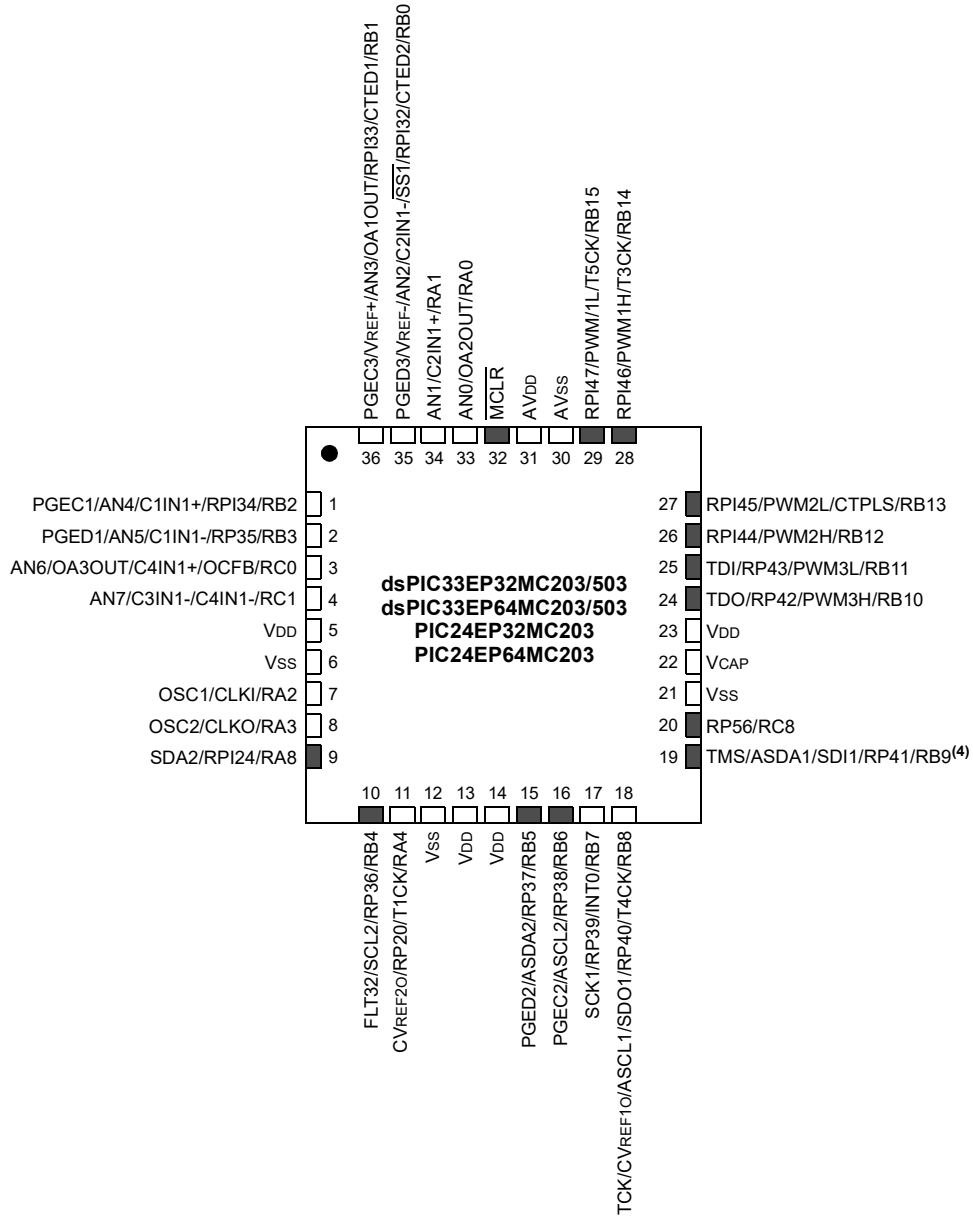 PGEC3/VREF+/AN3/OA1OUT/RPI33/CTED1/RB1
PGED3/VREF-/AN2/C2IN1-/SS1/RPI32/CTED2/RB0
AN1/C2IN1+/RA1
AN0/OA2OUT/RA0
MCLR
AVDD
AVss
RPI47/PWM/1L/T5CK/RB15
RPI46/PWM1H/T3CK/RB14
36 35 34 33 32 31 30 29 28
PGEC1/AN4/C1IN1+/RPI34/RB2 1
PGED1/AN5/C1IN1-/RP35/RB3 2
AN6/OA3OUT/C4IN1+/OCFB/RC0 3
AN7/C3IN1-/C4IN1-/RC1 4
VDD 5
Vss 6
OSC1/CLKI/RA2 7
OSC2/CLKO/RA3 8
SDA2/RPI24/RA8 9
dsPIC33EP32MC203/503
dsPIC33EP64MC203/503
PIC24EP32MC203
PIC24EP64MC203
27 RPI45/PWM2L/CTPLS/RB13
26 RPI44/PWM2H/RB12
25 TDI/RP43/PWM3L/RB11
24 TDO/RP42/PWM3H/RB10
23 VDD
22 VCAP
21 Vss
20 RP56/RC8
19 TMS/ASDA1/SDI1/RP41/RB9(4)
10 11 12 13 14 15 16 17 18
FLT32/SCL2/RP36/RB4
CVREF2O/RP20/T1CK/RA4
Vss
VDD
VDD
PGED2/ASDA2/RP37/RB5
PGEC2/ASCL2/RP38/RB6
SCK1/RP39/INT0/RB7
TCK/CVREF1O/ASCL1/SDO1/RP40/T4CK/RB8